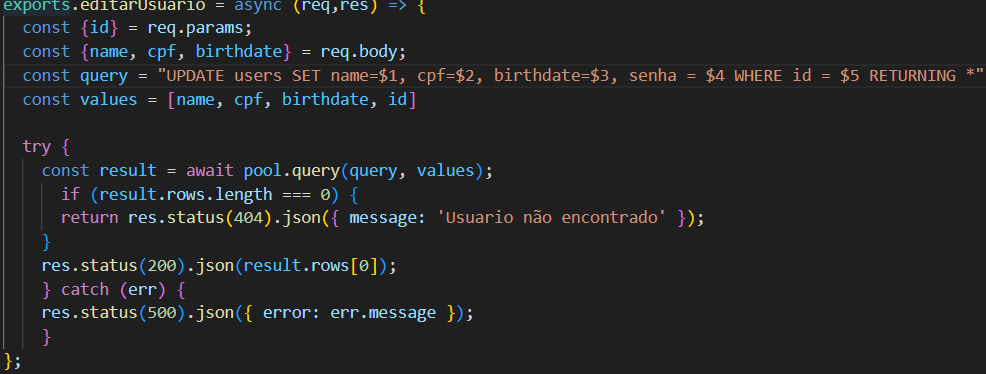 exports.editarUsuario = async (req,res) => {
const {id} = req.params;
const {name, cpf, birthdate} = req.body;
const query = "UPDATE users SET name=$1, cpf=$2, birthdate=$3, senha = $4 WHERE id = $5 RETURNING *"
const values = [name, cpf, birthdate, id]
try {
const result = await pool.query(query, values);
if (result.rows.length === 0) {
return res.status(404).json({ message: 'Usuario não encontrado' });
}
res.status(200).json(result.rows[0]);
} catch (err) {
res.status(500).json({ error: err.message });
}
};